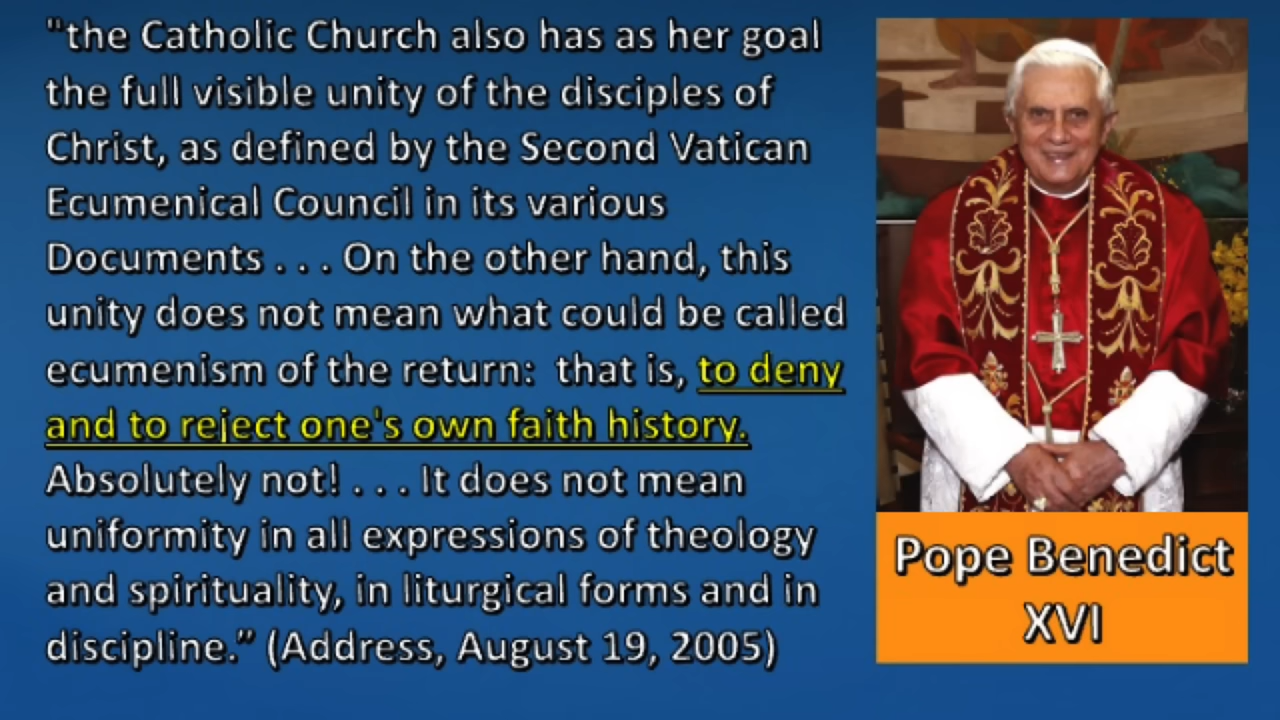 "the Catholic Church also has as her goal
the full visible unity of the disciples of
Christ, as defined by the Second Vatican
Ecumenical Council in its various
Documents . . . On the other hand, this
unity does not mean what could be called
ecumenism of the return:  that is, to deny
and to reject one's own faith history.
Absolutely not! . . . It does not mean
uniformity in all expressions of theology
and spirituality, in liturgical forms and in
discipline.” (Address, August 19, 2005)
Pope Benedict
XVI